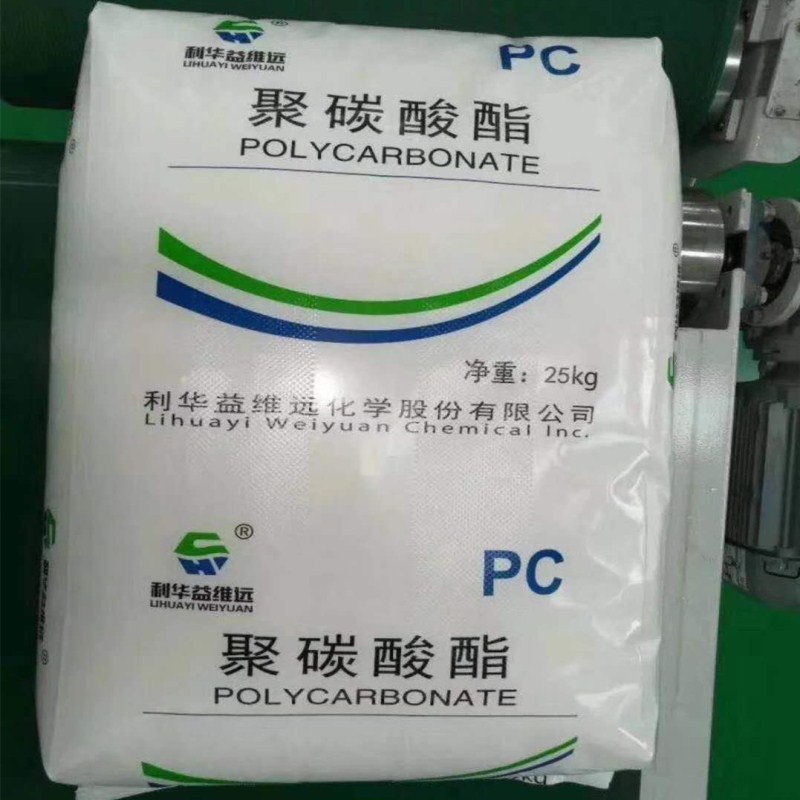 ®
利华益维远
LIHUAYI WEIYUAN
PC
聚碳酸酯
POLYCARBONATE
净重：25kg
利华益维远化学股份有限公司
Lihuayi Weiyuan Chemical Inc.
®
利华益维远
LIHUAYI WEIYUAN
PC
聚碳酸酯
POLYCARBONATE